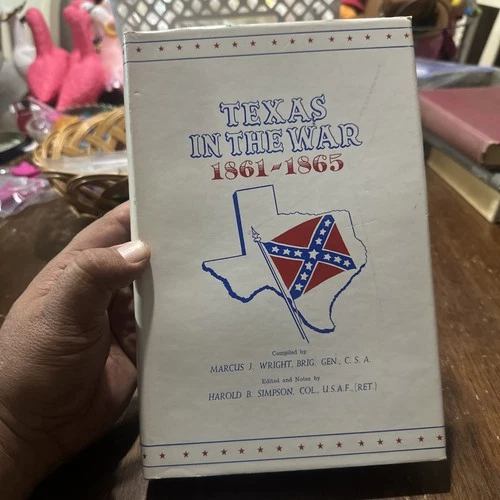 TEXAS
IN THE WAR
1861-1865
Compiled by
MARCUS J. WRIGHT, BRIG. GEN., C. S. A.
Edited and Notes by
HAROLD B. SIMPSON, COL., U.S.A.F., (RET.)